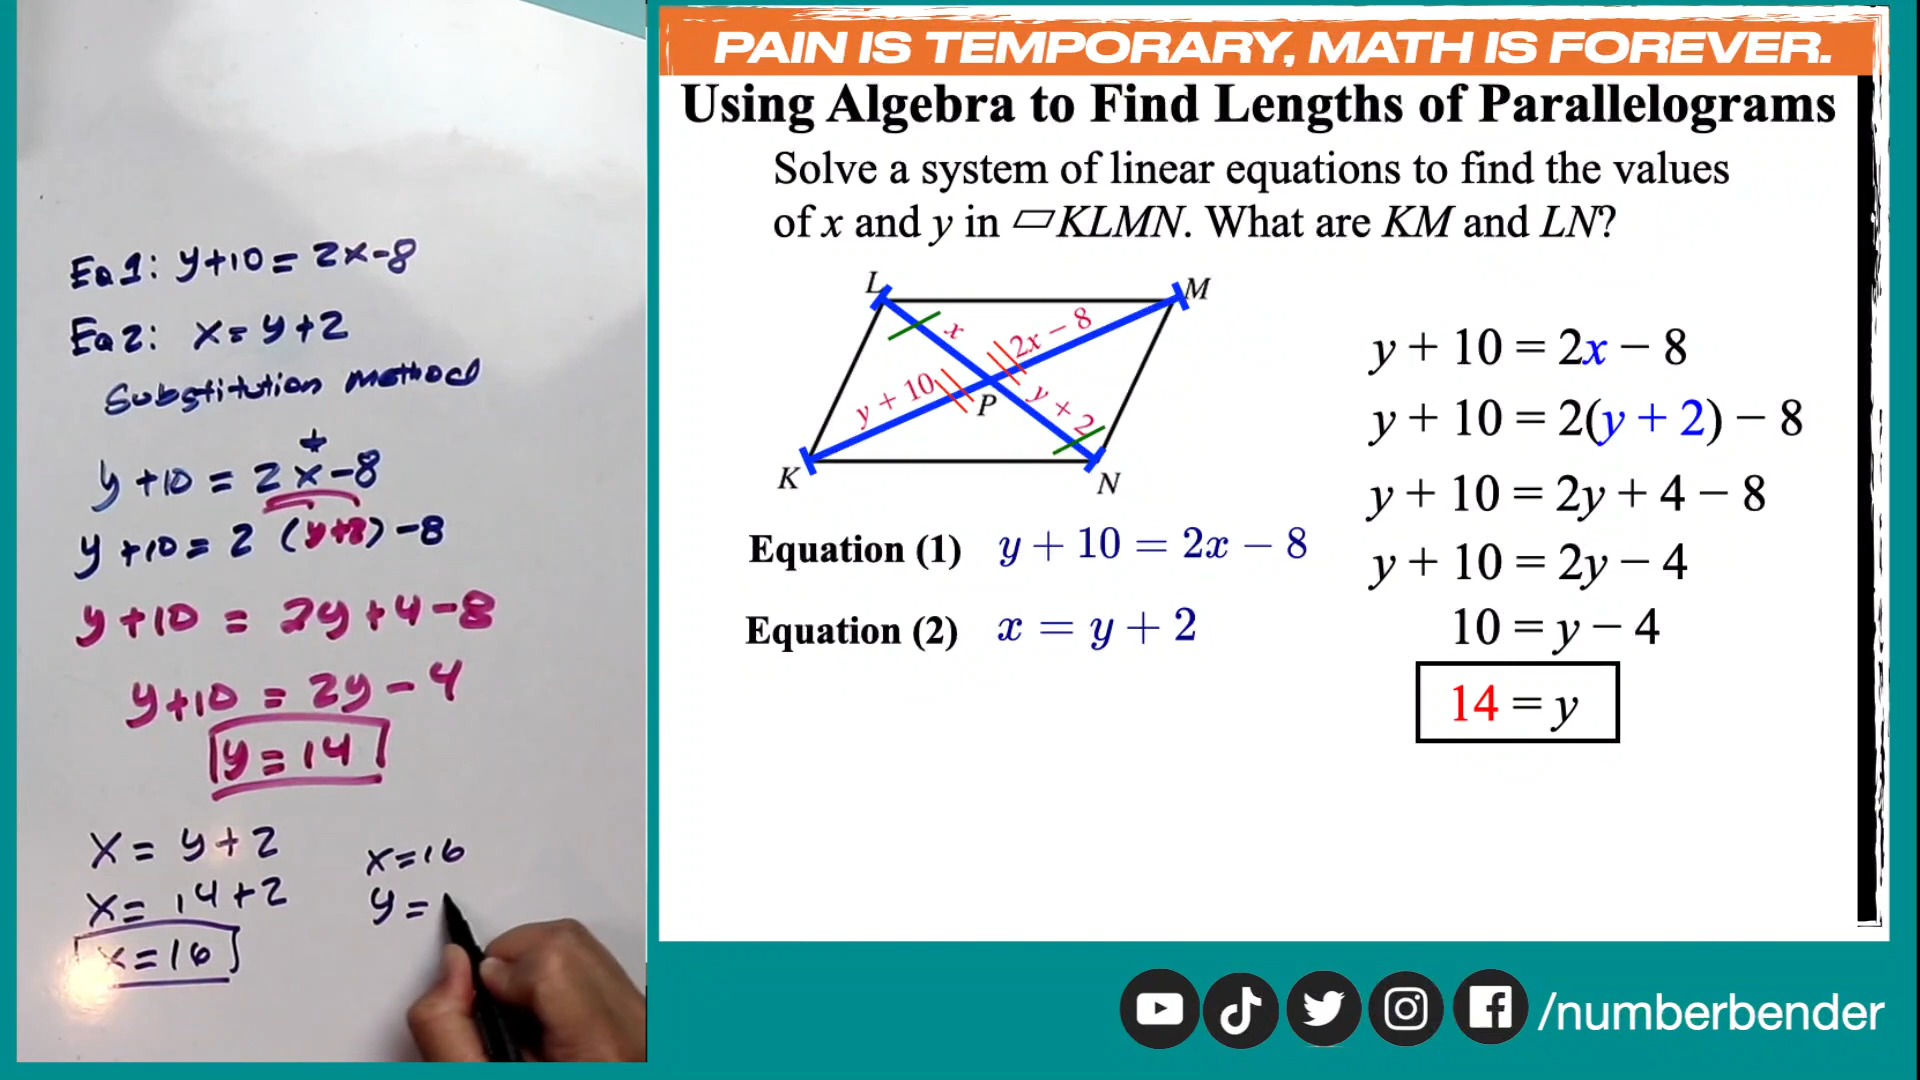 PAIN IS TEMPORARY, MATH IS FOREVER.
Using Algebra to Find Lengths of Parallelograms
Solve a system of linear equations to find the values
of x and y in ▱KLMN. What are KM and LN?
L
M
x
2x − 8
y + 10
P
y + 2
K
N
Equation (1) y + 10 = 2x − 8
Equation (2) x = y + 2
y + 10 = 2x − 8
y + 10 = 2(y + 2) − 8
y + 10 = 2y + 4 − 8
y + 10 = 2y − 4
10 = y − 4
14 = y
Eq 1: y+10 = 2x-8
Eq 2: x = y+2
Substitution method
y+10 = 2x-8
y+10 = 2 (y+2) -8
y+10 = 2y+4-8
y+10 = 2y-4
y = 14
x = y+2
x = 14+2
x = 16
x = 16
y =
/numberbender